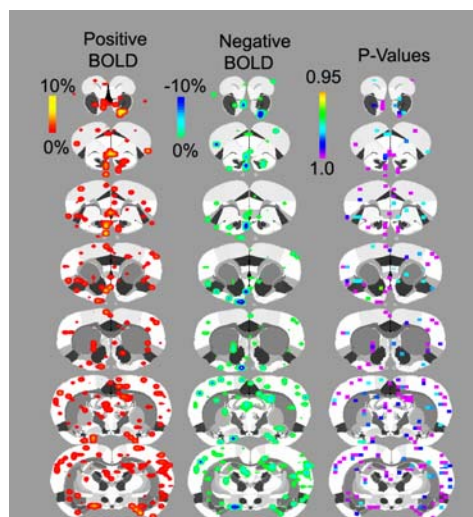 Positive
BOLD
Negative
BOLD
P-Values
10%
0%
-10%
0%
0.95
1.0